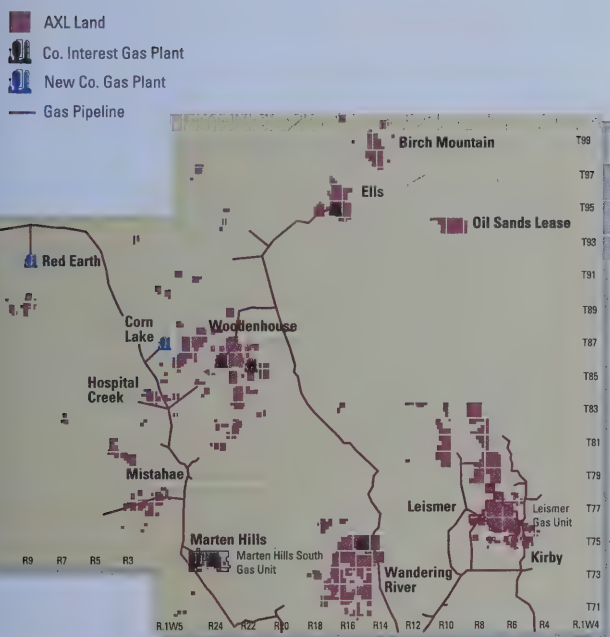 AXL Land
Co. Interest Gas Plant
New Co. Gas Plant
Gas Pipeline
Birch Mountain
T99
T97
Ells
T95
Oil Sands Lease
T93
Red Earth
T91
T89
Corn
Lake
Woodenhouse
T87
T85
Hospital
Creek
T83
T81
Mistahae
T79
Leismer
T77
Leismer
Gas Unit
Marten Hills
T75
Marten Hills South
Gas Unit
Kirby
R9 R7 R5 R3
Wandering
River
T73
T71
R.1W5 R24 R22 R20 R18 R16 R14 R12 R10 R8 R6 R4 R.1W4